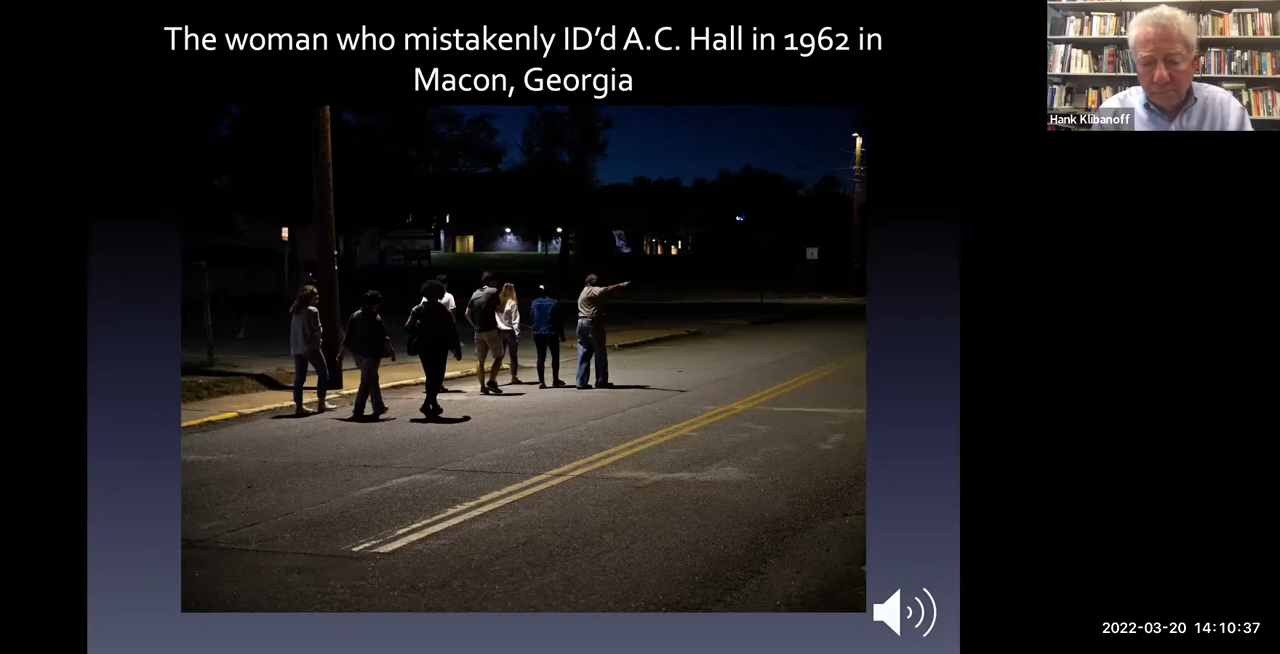 The woman who mistakenly ID’d A.C. Hall in 1962 in
Macon, Georgia
Hank Klibanoff
2022-03-20 14:10:37